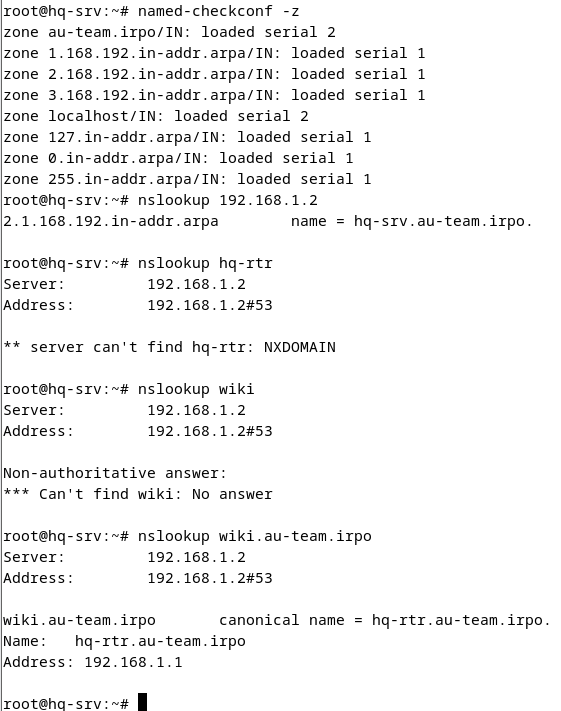 root@hq-srv:~# named-checkconf -z
zone au-team.irpo/IN: loaded serial 2
zone 1.168.192.in-addr.arpa/IN: loaded serial 1
zone 2.168.192.in-addr.arpa/IN: loaded serial 1
zone 3.168.192.in-addr.arpa/IN: loaded serial 1
zone localhost/IN: loaded serial 2
zone 127.in-addr.arpa/IN: loaded serial 1
zone 0.in-addr.arpa/IN: loaded serial 1
zone 255.in-addr.arpa/IN: loaded serial 1
root@hq-srv:~# nslookup 192.168.1.2
2.1.168.192.in-addr.arpa        name = hq-srv.au-team.irpo.
root@hq-srv:~# nslookup hq-rtr
Server:         192.168.1.2
Address:        192.168.1.2#53
** server can't find hq-rtr: NXDOMAIN
root@hq-srv:~# nslookup wiki
Server:         192.168.1.2
Address:        192.168.1.2#53
Non-authoritative answer:
*** Can't find wiki: No answer
root@hq-srv:~# nslookup wiki.au-team.irpo
Server:         192.168.1.2
Address:        192.168.1.2#53
wiki.au-team.irpo       canonical name = hq-rtr.au-team.irpo.
Name:   hq-rtr.au-team.irpo
Address: 192.168.1.1
root@hq-srv:~#